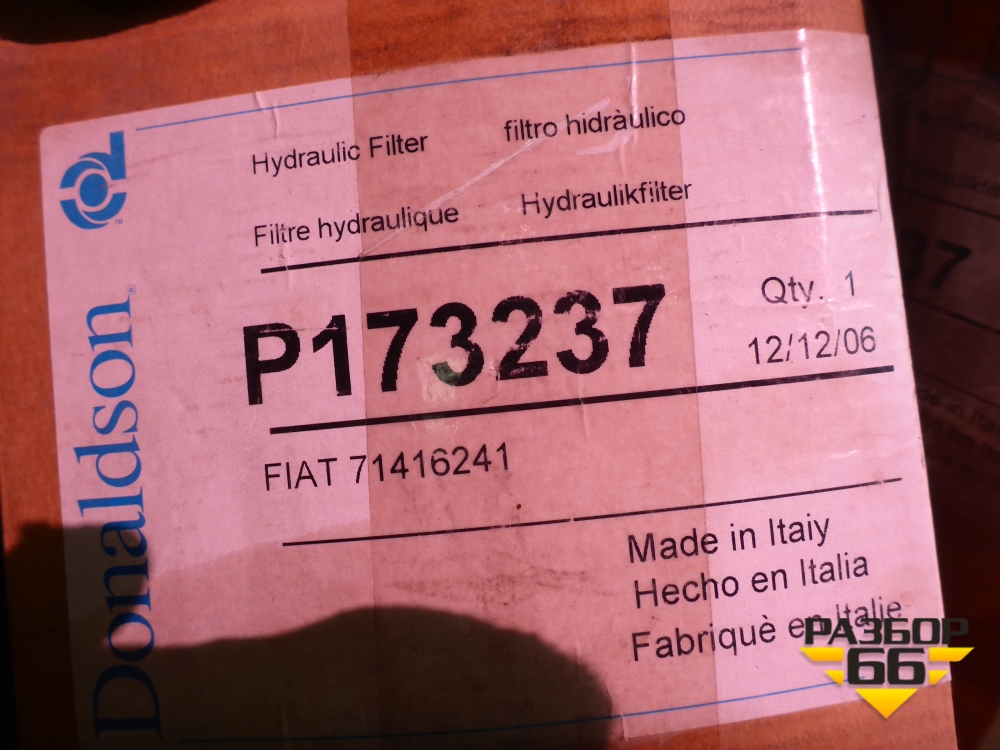 Donaldson®
Hydraulic Filter filtro hidràulico
Filtre hydraulique Hydraulikfilter
P173237
Qty. 1
12/12/06
FIAT 71416241
Made in Itaiy
Hecho en Italia
Fabriquè en Italie
РАЗБОР
66
37